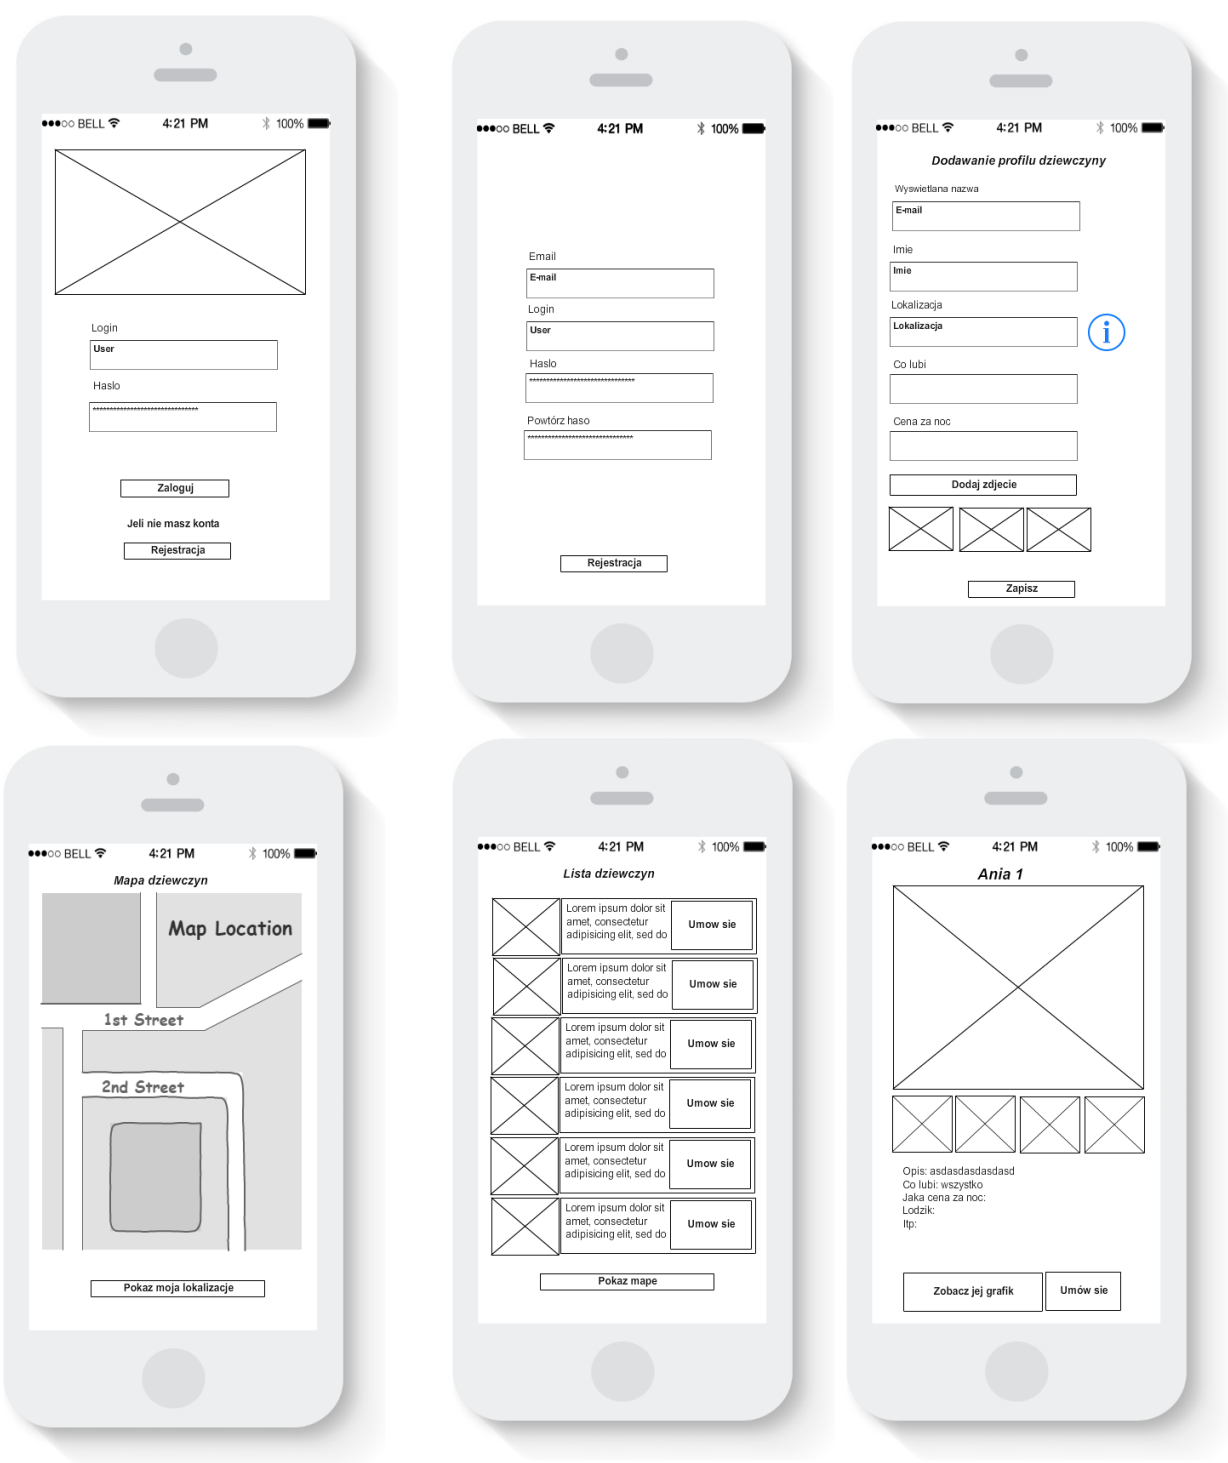 BELL 4:21 PM 100%
Login
User
Haslo
*******************************
Zaloguj
Jeli nie masz konta
Rejestracja
BELL 4:21 PM 100%
Email
E-mail
Login
User
Haslo
*******************************
Powtórz haso
*******************************
Rejestracja
BELL 4:21 PM 100%
Dodawanie profilu dziewczyny
Wyswietlana nazwa
E-mail
Imie
Imie
Lokalizacja
Lokalizacja
i
Co lubi
Cena za noc
Dodaj zdjecie
Zapisz
BELL 4:21 PM 100%
Mapa dziewczyn
Map Location
1st Street
2nd Street
Pokaz moja lokalizacje
BELL 4:21 PM 100%
Lista dziewczyn
Lorem ipsum dolor sit
amet, consectetur
adipisicing elit, sed do
Umow sie
Lorem ipsum dolor sit
amet, consectetur
adipisicing elit, sed do
Umow sie
Lorem ipsum dolor sit
amet, consectetur
adipisicing elit, sed do
Umow sie
Lorem ipsum dolor sit
amet, consectetur
adipisicing elit, sed do
Umow sie
Lorem ipsum dolor sit
amet, consectetur
adipisicing elit, sed do
Umow sie
Lorem ipsum dolor sit
amet, consectetur
adipisicing elit, sed do
Umow sie
Pokaz mape
BELL 4:21 PM 100%
Ania 1
Opis: asdasdasdasdasd
Co lubi: wszystko
Jaka cena za noc:
Lodzik:
Itp:
Zobacz jej grafik
Umów sie